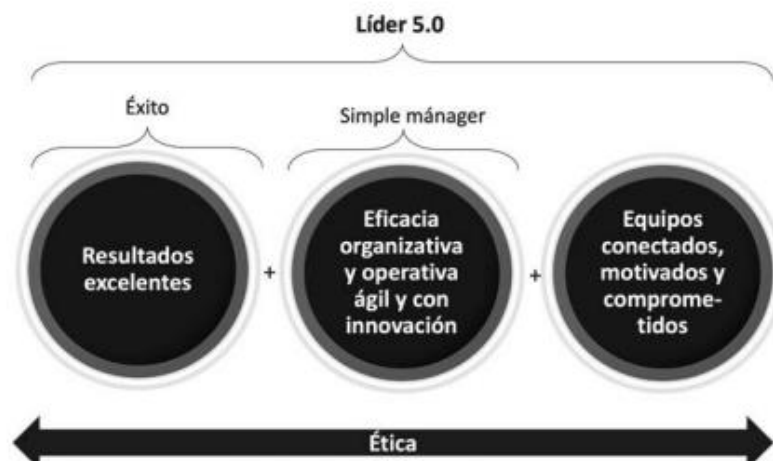 Líder 5.0
Éxito
Simple mánager
Resultados
excelentes
+
Eficacia
organizativa
y operativa
ágil y con
innovación
+
Equipos
conectados,
motivados y
comprome-
tidos
Ética